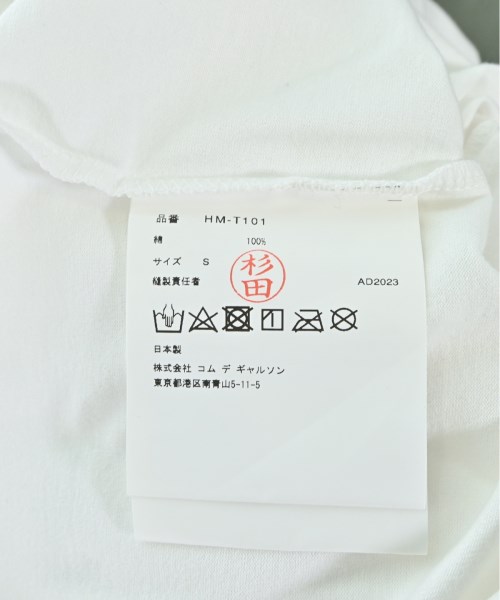 品番 HM-T101
綿 100%
サイズ S
縫製責任者 杉田 AD2023
日本製
株式会社 コム デ ギャルソン
東京都港区南青山5-11-5